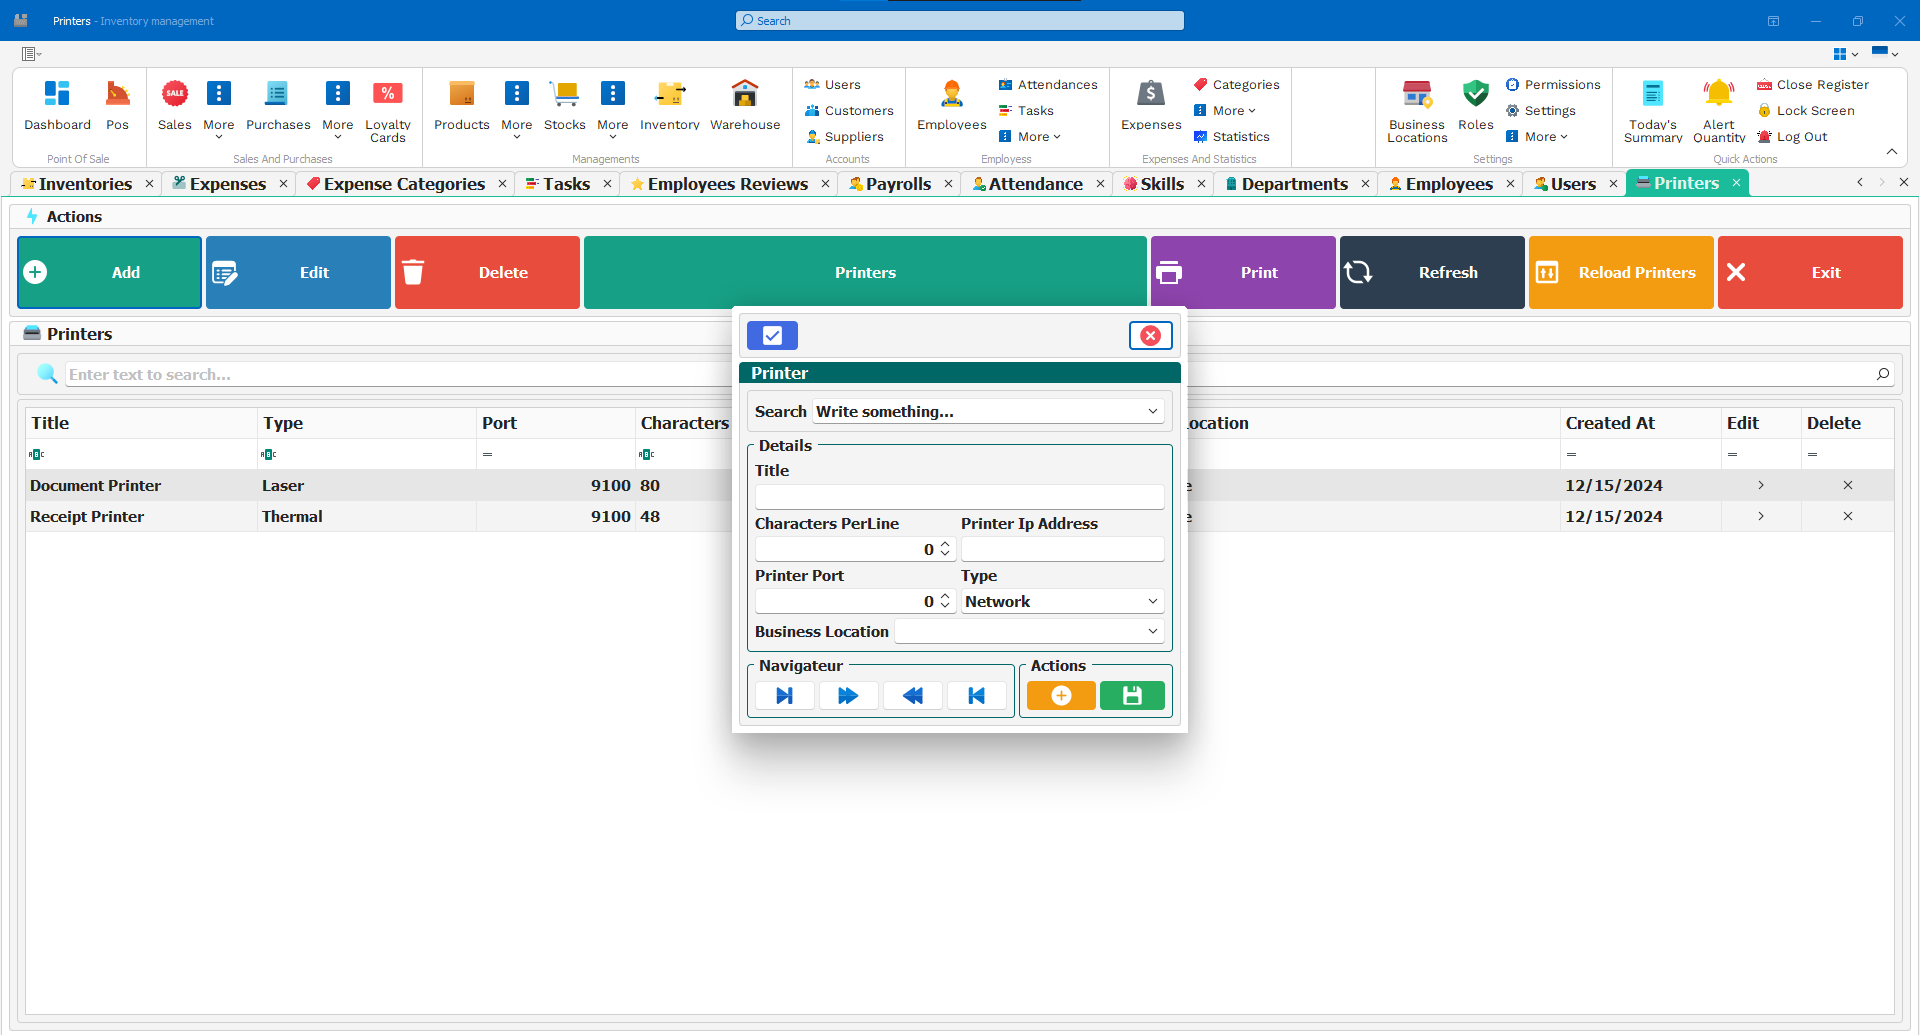 Printers - Inventory management
Search
Dashboard
Pos
Point Of Sale
SALE
Sales
More
Purchases
More
%
Loyalty
Cards
Sales And Purchases
Products
More
Stocks
More
Inventory
Warehouse
Managements
Users
Customers
Suppliers
Accounts
Employees
Attendances
Tasks
More
Employess
$
Expenses
Categories
More
Statistics
Expenses And Statistics
Business
Locations
Roles
Permissions
Settings
More
Settings
Today's
Summary
Alert
Quantity
Close Register
Lock Screen
Log Out
Quick Actions
Inventories
Expenses
Expense Categories
Tasks
Employees Reviews
Payrolls
Attendance
Skills
Departments
Employees
Users
Printers
Actions
Add
Edit
Delete
Printers
Print
Refresh
Reload Printers
Exit
Printers
Enter text to search...
Title Type Port Characters ocation Created At Edit Delete
ABC ABC = ABC = = =
Document Printer Laser 9100 80 e 12/15/2024
Receipt Printer Thermal 9100 48 e 12/15/2024
Printer
Search Write something...
Details
Title
Characters PerLine Printer Ip Address
0
Printer Port Type
0 Network
Business Location
Navigateur
Actions